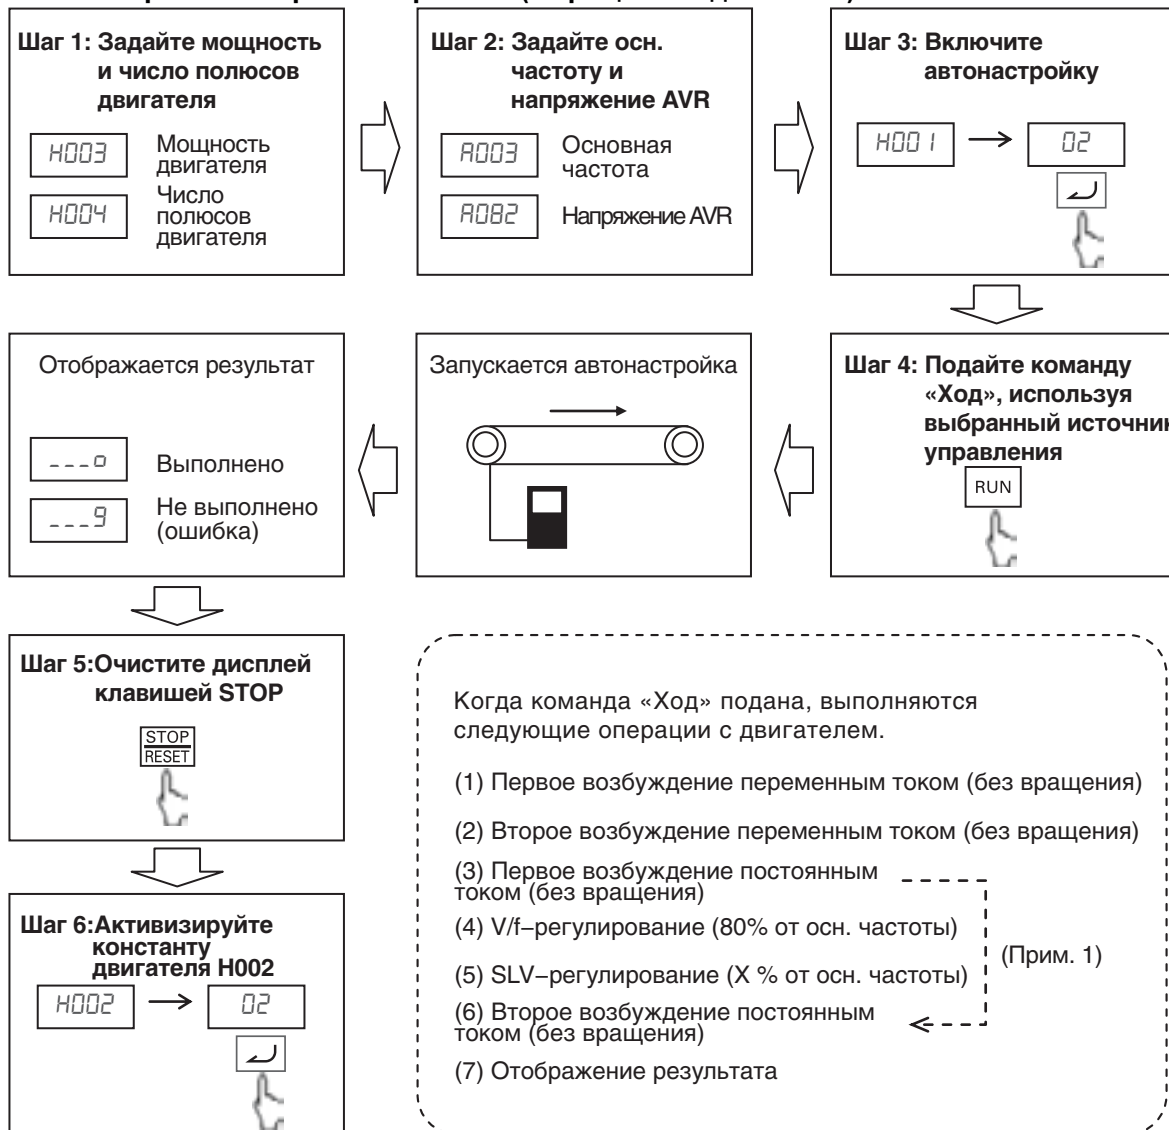 Шаг 1: Задайте мощность
и число полюсов
двигателя
H003
Мощность
двигателя
H004
Число
полюсов
двигателя
Шаг 2: Задайте осн.
частоту и
напряжение AVR
A003
Основная
частота
A082
Напряжение AVR
Шаг 3: Включите
автонастройку
H001
02
Шаг 4: Подайте команду
«Ход», используя
выбранный источник
управления
RUN
Запускается автонастройка
Отображается результат
_ _ _ o
Выполнено
_ _ _ 9
Не выполнено
(ошибка)
Шаг 5:Очистите дисплей
клавишей STOP
STOP
RESET
Шаг 6:Активизируйте
константу
двигателя H002
H002
02
Когда команда «Ход» подана, выполняются
следующие операции с двигателем.
(1) Первое возбуждение переменным током (без вращения)
(2) Второе возбуждение переменным током (без вращения)
(3) Первое возбуждение постоянным
током (без вращения)
(4) V/f–регулирование (80% от осн. частоты)
(5) SLV–регулирование (X % от осн. частоты)
(6) Второе возбуждение постоянным
током (без вращения)
(7) Отображение результата
(Прим. 1)